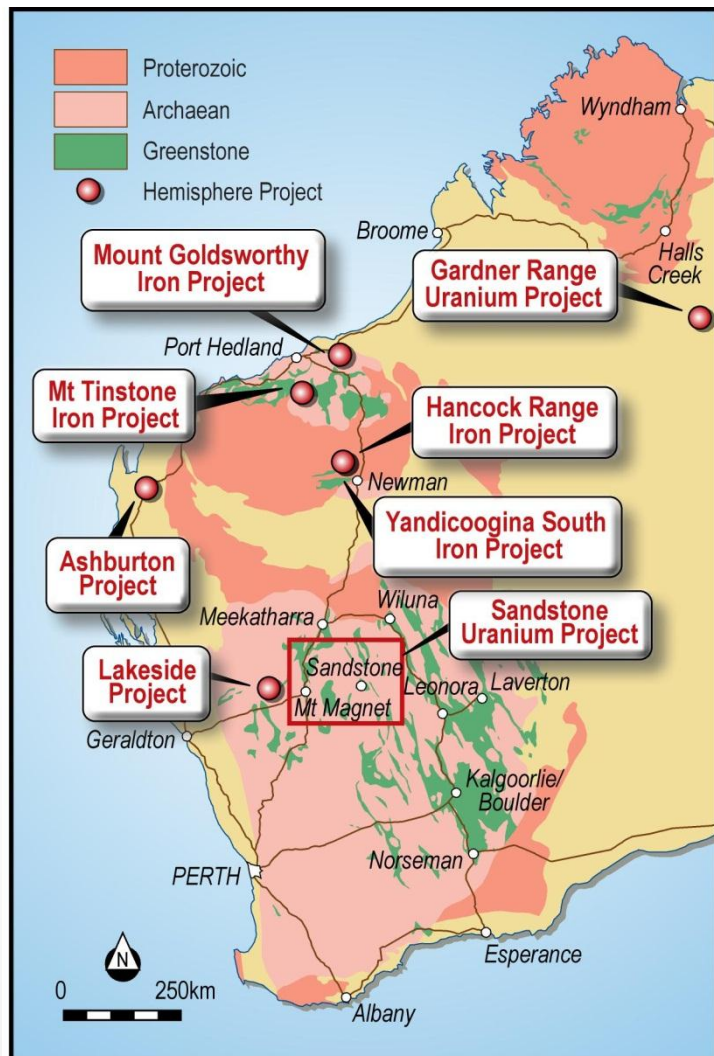 Proterozoic
Archaean
Greenstone
Hemisphere Project
Wyndham
Broome
Halls
Creek
Mount Goldsworthy
Iron Project
Gardner Range
Uranium Project
Port Hedland
Mt Tinstone
Iron Project
Hancock Range
Iron Project
Newman
Yandicoogina South
Iron Project
Ashburton
Project
Meekatharra
Wiluna
Sandstone
Uranium Project
Lakeside
Project
Sandstone
Mt Magnet
Leonora
Laverton
Geraldton
Kalgoorlie/
Boulder
Norseman
PERTH
Esperance
Albany
N
0 250km